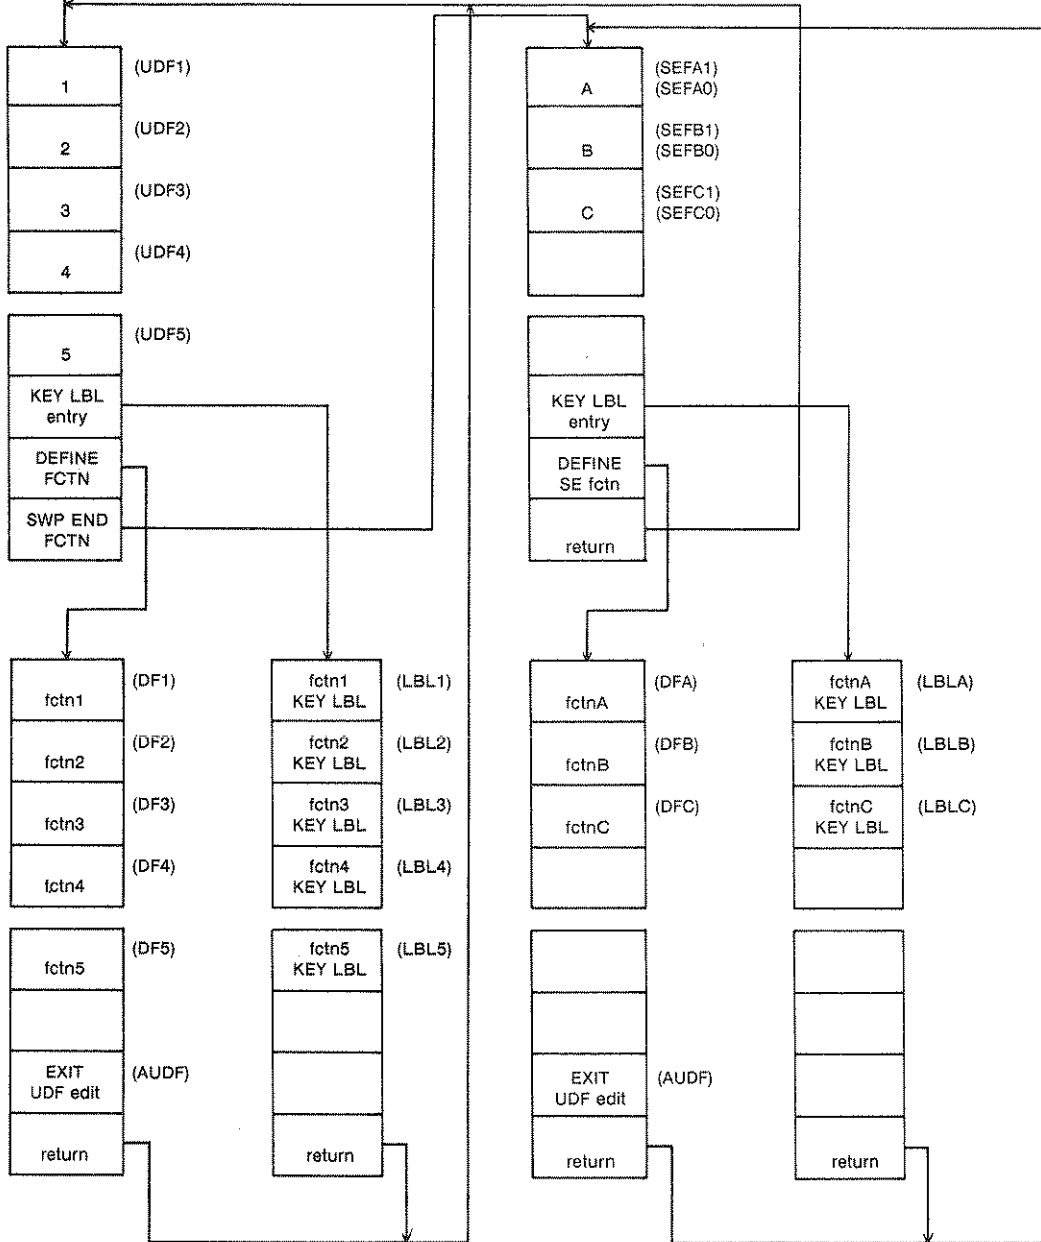 1
(UDF1)
2
(UDF2)
3
(UDF3)
4
(UDF4)
5
(UDF5)
KEY LBL
entry
DEFINE
FCTN
SWP END
FCTN
A
(SEFA1)
(SEFA0)
B
(SEFB1)
(SEFB0)
C
(SEFC1)
(SEFC0)
KEY LBL
entry
DEFINE
SE fctn
return
fctn1
(DF1)
fctn2
(DF2)
fctn3
(DF3)
fctn4
(DF4)
fctn5
(DF5)
EXIT
UDF edit
(AUDF)
return
fctn1
KEY LBL
(LBL1)
fctn2
KEY LBL
(LBL2)
fctn3
KEY LBL
(LBL3)
fctn4
KEY LBL
(LBL4)
fctn5
KEY LBL
(LBL5)
return
fctnA
(DFA)
fctnB
(DFB)
fctnC
(DFC)
EXIT
UDF edit
(AUDF)
return
fctnA
KEY LBL
(LBLA)
fctnB
KEY LBL
(LBLB)
fctnC
KEY LBL
(LBLC)
return